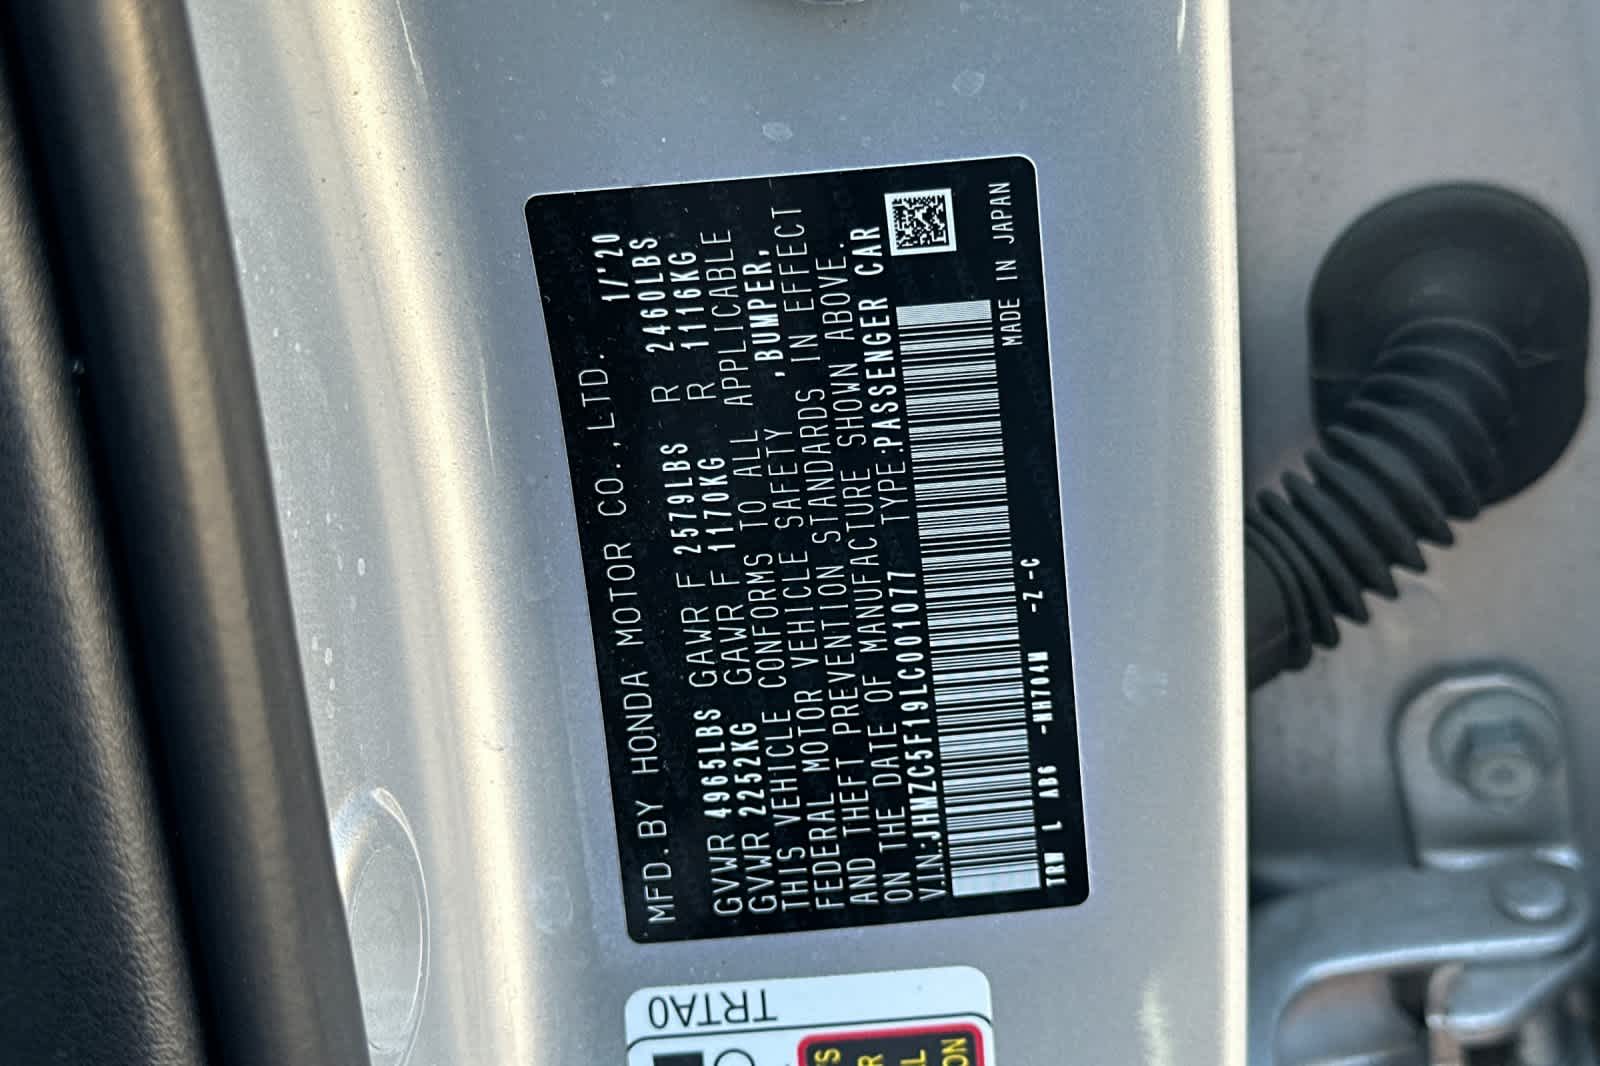 MFD.BY HONDA MOTOR CO.,LTD. 1/'20
GVWR 4965LBS GAWR F 2579LBS R 2460LBS
GVWR 2252KG GAWR F 1170KG R 1116KG
THIS VEHICLE CONFORMS TO ALL APPLICABLE
FEDERAL MOTOR VEHICLE SAFETY ,BUMPER,
AND THEFT PREVENTION STANDARDS IN EFFECT
ON THE DATE OF MANUFACTURE SHOWN ABOVE.
V.I.N.:JHMZC5F19LC001077 TYPE:PASSENGER CAR
TRW L AB6 -NH704M -Z -C
MADE IN JAPAN
TRTA0